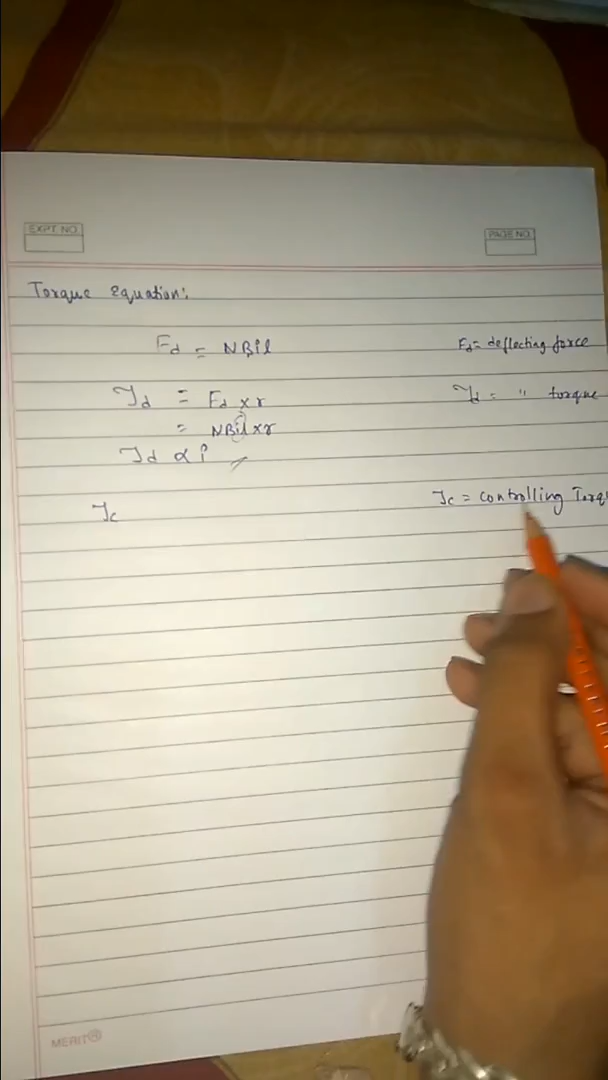 EXPT. NO.
PAGE NO.
Torque Equation:
Fd = NBil
Fd = deflecting force
Td = Fd x r
Td = " torque
= NBil x r
Td ∝ i
Tc
Tc = controlling Torq
MERIT